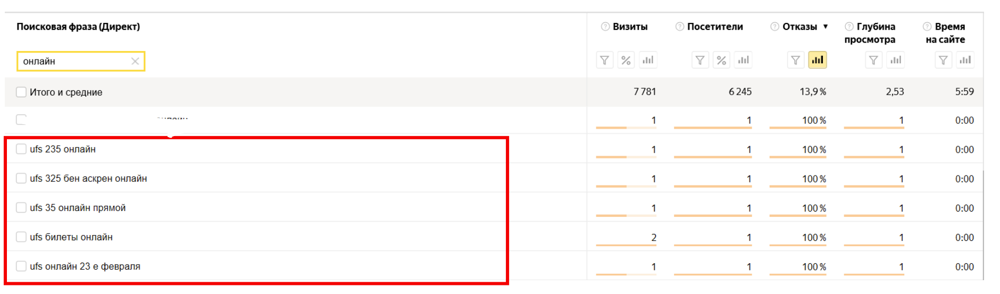 Поисковая фраза (Директ) Визиты Посетители Отказы ▼ Глубина просмотра Время на сайте
онлайн
Итого и средние 7 781 6 245 13,9 % 2,53 5:59
1 1 100 % 1 0:00
ufs 235 онлайн 1 1 100 % 1 0:00
ufs 325 бен аскрен онлайн 1 1 100 % 1 0:00
ufs 35 онлайн прямой 1 1 100 % 1 0:00
ufs билеты онлайн 2 1 100 % 1 0:00
ufs онлайн 23 е февраля 1 1 100 % 1 0:00